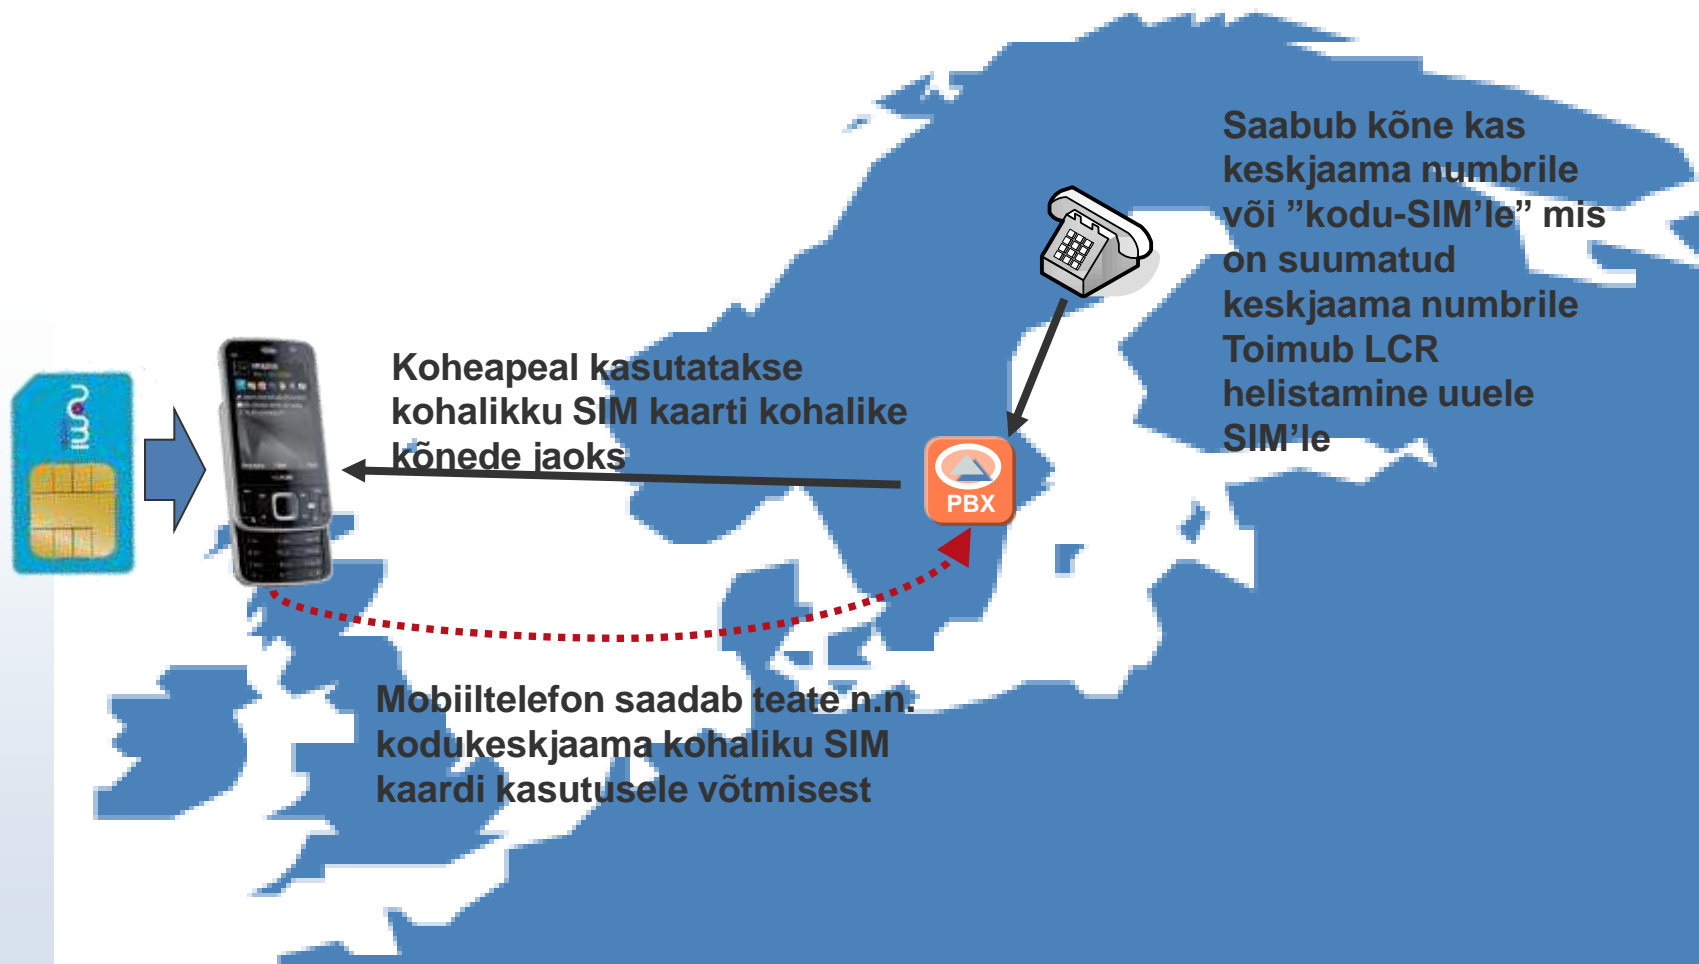 Saabub kõne kas
keskjaama numbrile
või ”kodu-SIM’le” mis
on suumatud
keskjaama numbrile
Toimub LCR
helistamine uuele
SIM’le
Koheapeal kasutatakse
kohalikku SIM kaarti kohalike
kõnede jaoks
PBX
Mobiiltelefon saadab teate n.n.
kodukeskjaama kohaliku SIM
kaardi kasutusele võtmisest